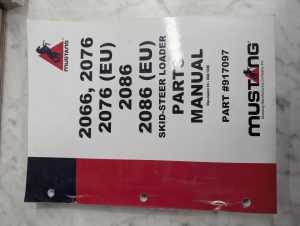 MUSTANG
2066, 2076
2076 (EU)
2086
2086 (EU)
SKID-STEER LOADER
PARTS
MANUAL
PART #917097
MUSTANG